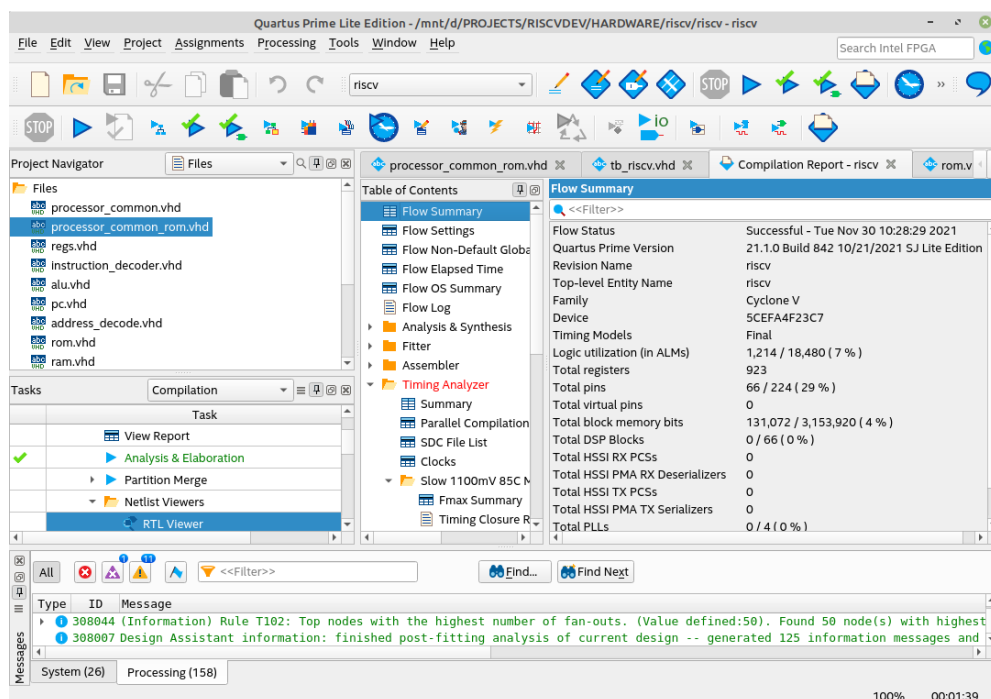 Quartus Prime Lite Edition - /mnt/d/PROJECTS/RISCVDEV/HARDWARE/riscv/riscv - riscv
File Edit View Project Assignments Processing Tools Window Help
Search Intel FPGA
riscv
»
STOP
STOP
io
Project Navigator
Files
processor_common_rom.vhd
tb_riscv.vhd
Compilation Report - riscv
rom.v
Files
processor_common.vhd
processor_common_rom.vhd
regs.vhd
instruction_decoder.vhd
alu.vhd
pc.vhd
address_decode.vhd
rom.vhd
ram.vhd
Tasks
Compilation
Task
View Report
Analysis & Elaboration
Partition Merge
Netlist Viewers
RTL Viewer
Table of Contents
Flow Summary
Flow Settings
Flow Non-Default Globa
Flow Elapsed Time
Flow OS Summary
Flow Log
Analysis & Synthesis
Fitter
Assembler
Timing Analyzer
Summary
Parallel Compilation
SDC File List
Clocks
Slow 1100mV 85C M
Fmax Summary
Timing Closure R
Flow Summary
<<Filter>>
Flow Status Successful - Tue Nov 30 10:28:29 2021
Quartus Prime Version 21.1.0 Build 842 10/21/2021 SJ Lite Edition
Revision Name riscv
Top-level Entity Name riscv
Family Cyclone V
Device 5CEFA4F23C7
Timing Models Final
Logic utilization (in ALMs) 1,214 / 18,480 ( 7 % )
Total registers 923
Total pins 66 / 224 ( 29 % )
Total virtual pins 0
Total block memory bits 131,072 / 3,153,920 ( 4 % )
Total DSP Blocks 0 / 66 ( 0 % )
Total HSSI RX PCSs 0
Total HSSI PMA RX Deserializers 0
Total HSSI TX PCSs 0
Total HSSI PMA TX Serializers 0
Total PLLs 0 / 4 ( 0 % )
All
1
11
<<Filter>>
Find...
Find Next
Type ID Message
308044 (Information) Rule T102: Top nodes with the highest number of fan-outs. (Value defined:50). Found 50 node(s) with highest
308007 Design Assistant information: finished post-fitting analysis of current design -- generated 125 information messages and
Messages
System (26)
Processing (158)
100% 00:01:39